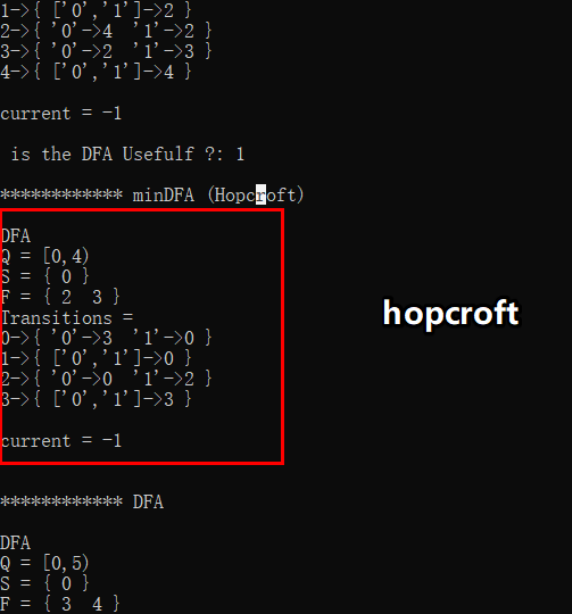 1->{ ['0','1']->2 }
2->{ '0'->4  '1'->2 }
3->{ '0'->2  '1'->3 }
4->{ ['0','1']->4 }
current = -1
is the DFA Usefulf ?: 1
************ minDFA (Hopcroft)
DFA
Q = [0,4)
S = { 0 }
F = { 2  3 }
Transitions =
0->{ '0'->3  '1'->0 }
1->{ ['0','1']->0 }
2->{ '0'->0  '1'->2 }
3->{ ['0','1']->3 }
current = -1
hopcroft
************ DFA
DFA
Q = [0,5)
S = { 0 }
F = { 3  4 }